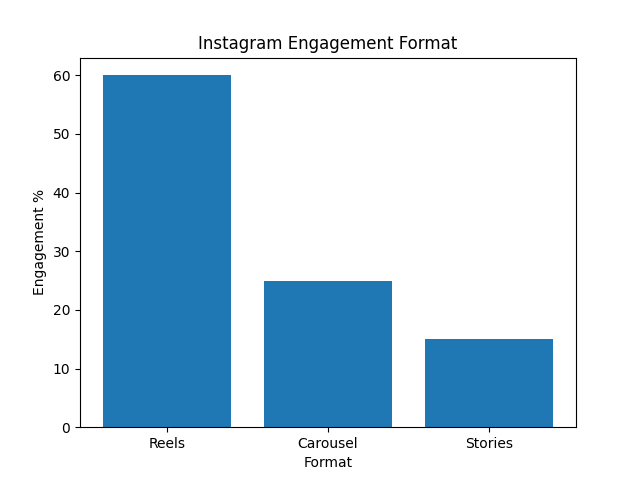 Instagram Engagement Format
Engagement %
60
50
40
30
20
10
0
Reels Carousel Stories
Format